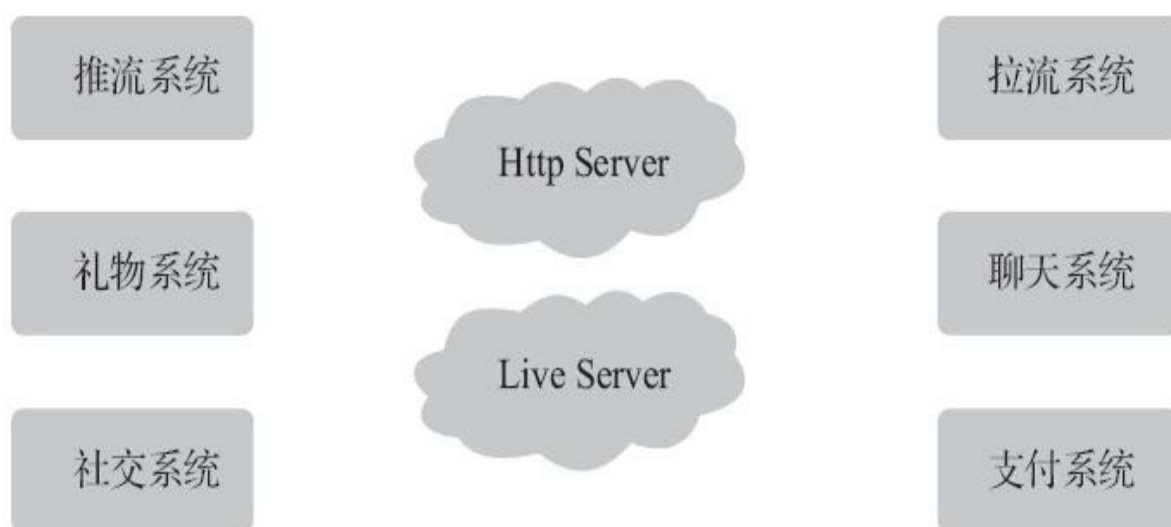 推流系统
拉流系统
Http Server
礼物系统
聊天系统
Live Server
社交系统
支付系统